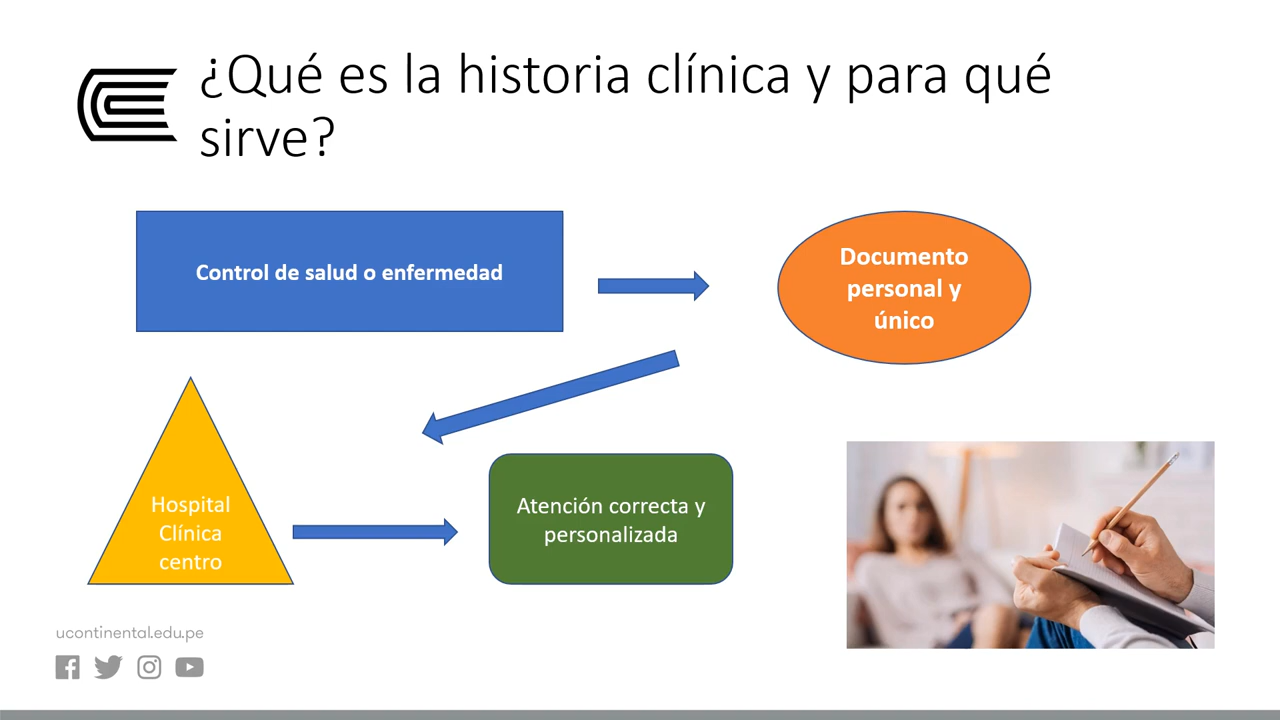 ¿Qué es la historia clínica y para qué
sirve?
Control de salud o enfermedad
Documento
personal y
único
Hospital
Clínica
centro
Atención correcta y
personalizada
ucontinental.edu.pe